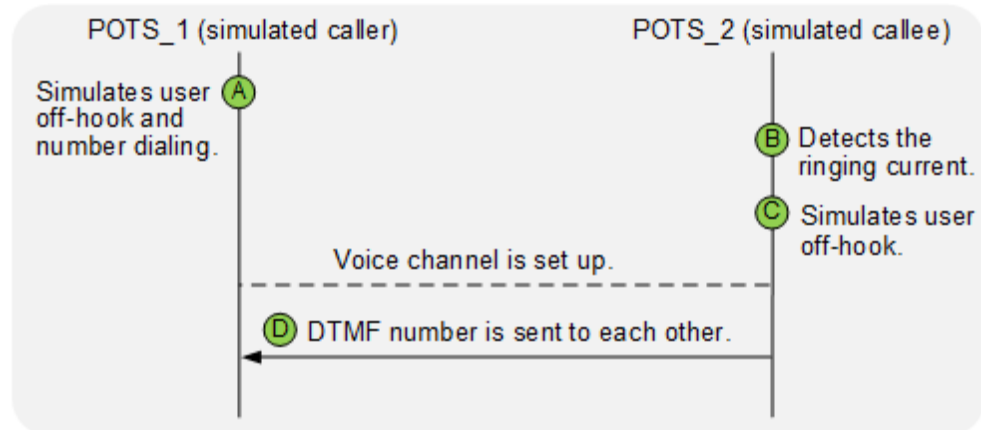 POTS_1 (simulated caller)
POTS_2 (simulated callee)
Simulates user
off-hook and
number dialing.
A
B
Detects the
ringing current.
C
Simulates user
off-hook.
Voice channel is set up.
D
DTMF number is sent to each other.